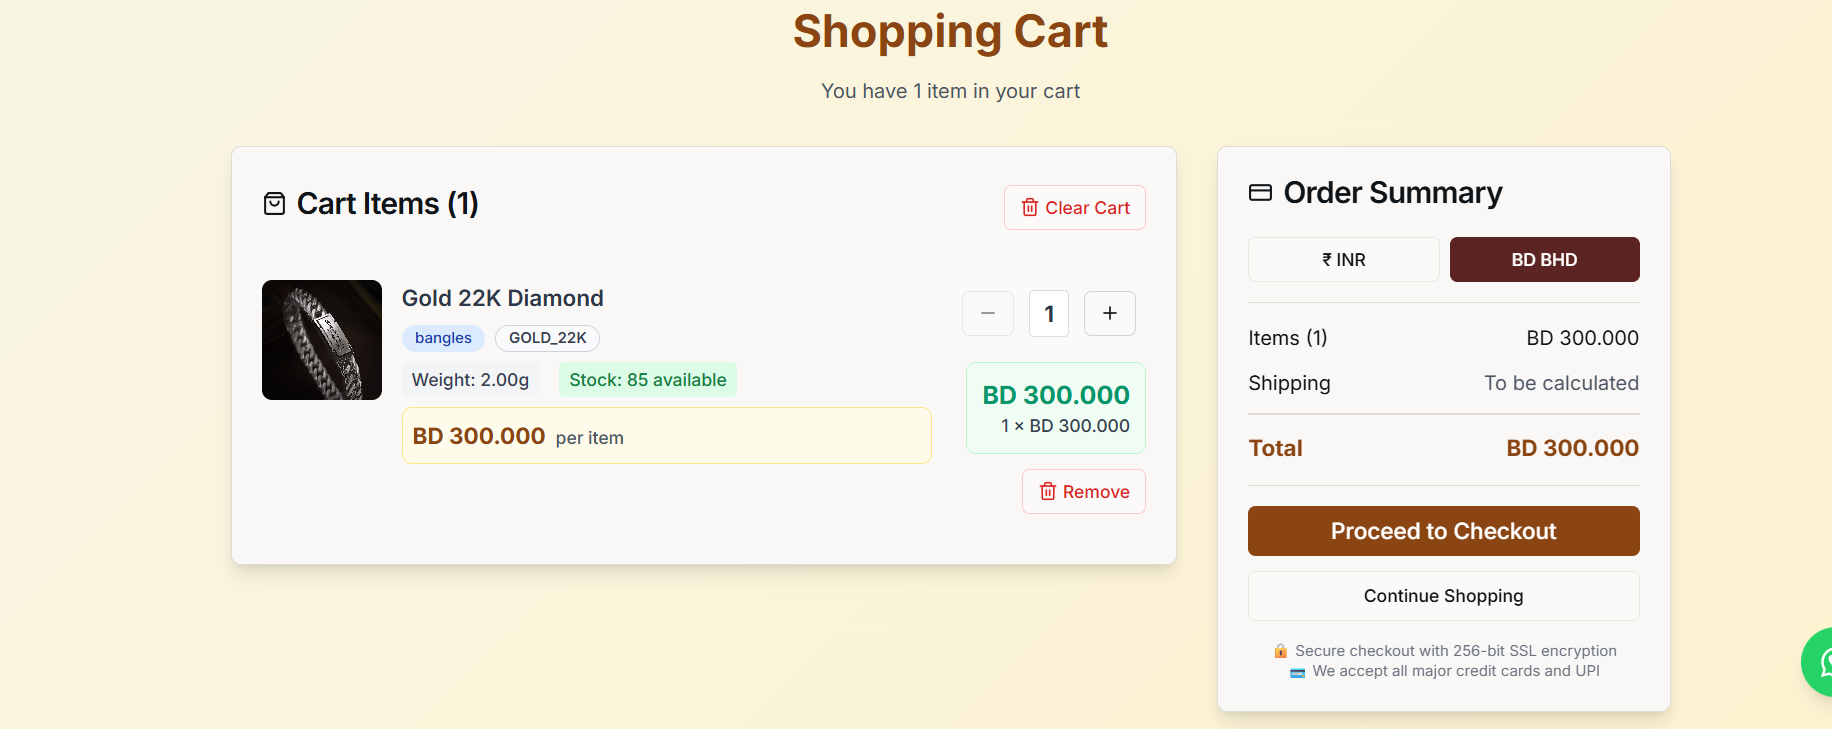 Shopping Cart
You have 1 item in your cart
Cart Items (1)
Clear Cart
Gold 22K Diamond
bangles
GOLD_22K
Weight: 2.00g
Stock: 85 available
BD 300.000 per item
1
BD 300.000
1 × BD 300.000
Remove
Order Summary
₹ INR
BD BHD
Items (1) BD 300.000
Shipping To be calculated
Total BD 300.000
Proceed to Checkout
Continue Shopping
🔒 Secure checkout with 256-bit SSL encryption
💳 We accept all major credit cards and UPI